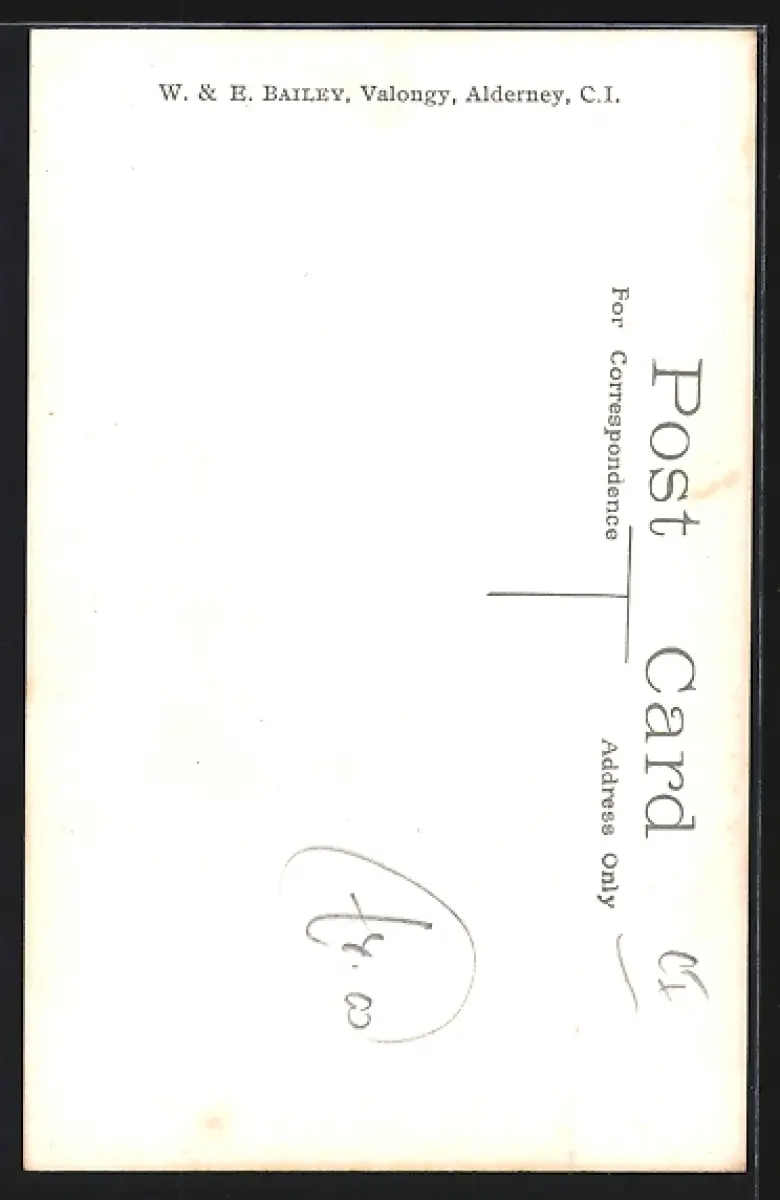 W. & E. BAILEY, Valongy, Alderney, C.I.
Post Card
For Correspondence
Address Only